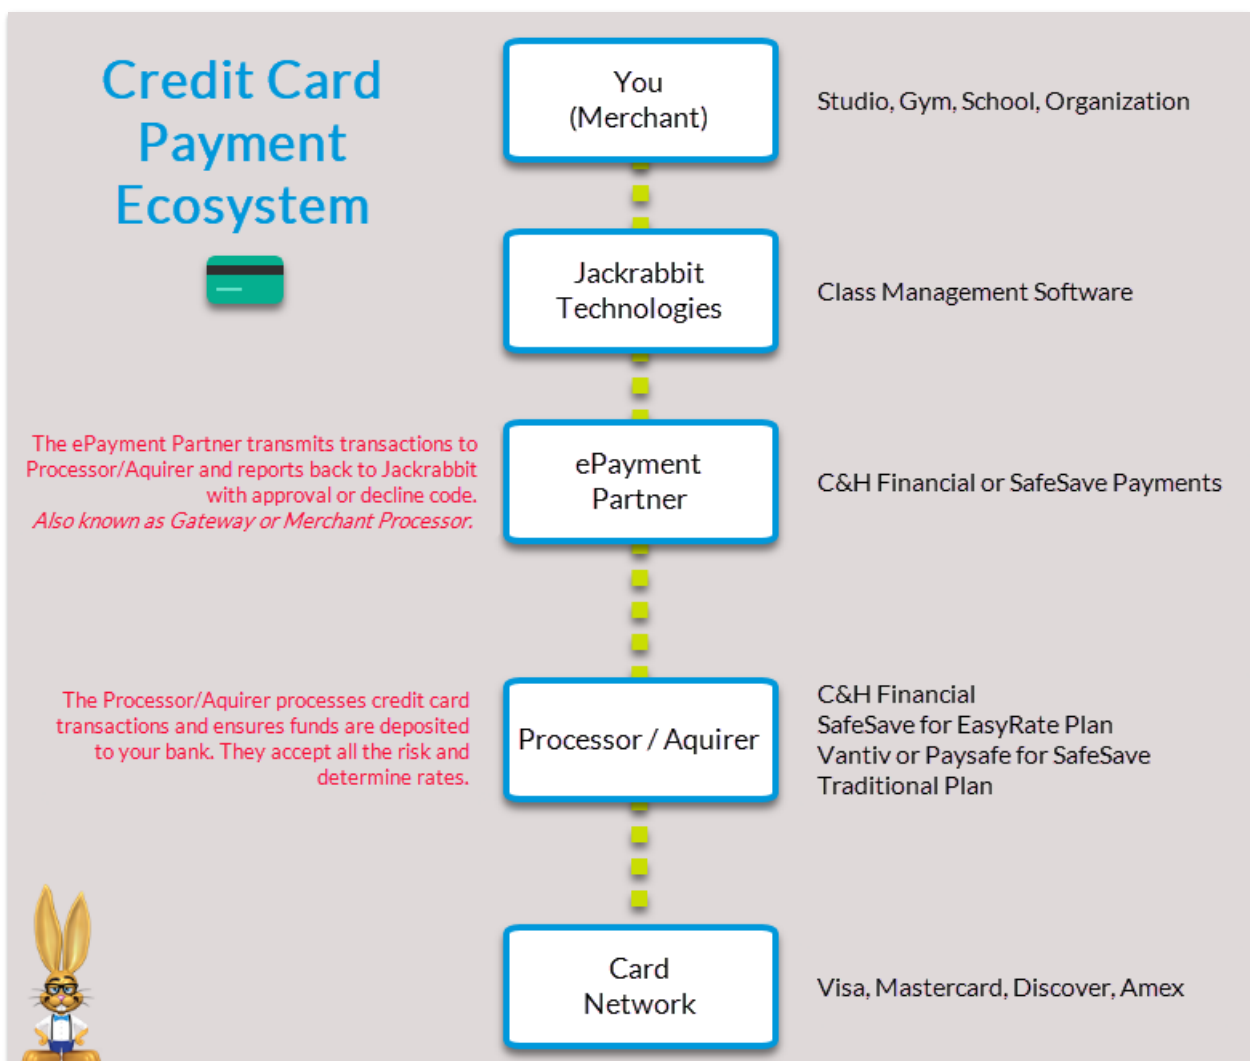 Credit Card
Payment
Ecosystem
You
(Merchant)
Studio, Gym, School, Organization
Jackrabbit
Technologies
Class Management Software
The ePayment Partner transmits transactions to
Processor/Aquirer and reports back to Jackrabbit
with approval or decline code.
Also known as Gateway or Merchant Processor.
ePayment
Partner
C&H Financial or SafeSave Payments
The Processor/Aquirer processes credit card
transactions and ensures funds are deposited
to your bank. They accept all the risk and
determine rates.
Processor / Aquirer
C&H Financial
SafeSave for EasyRate Plan
Vantiv or Paysafe for SafeSave
Traditional Plan
Card
Network
Visa, Mastercard, Discover, Amex